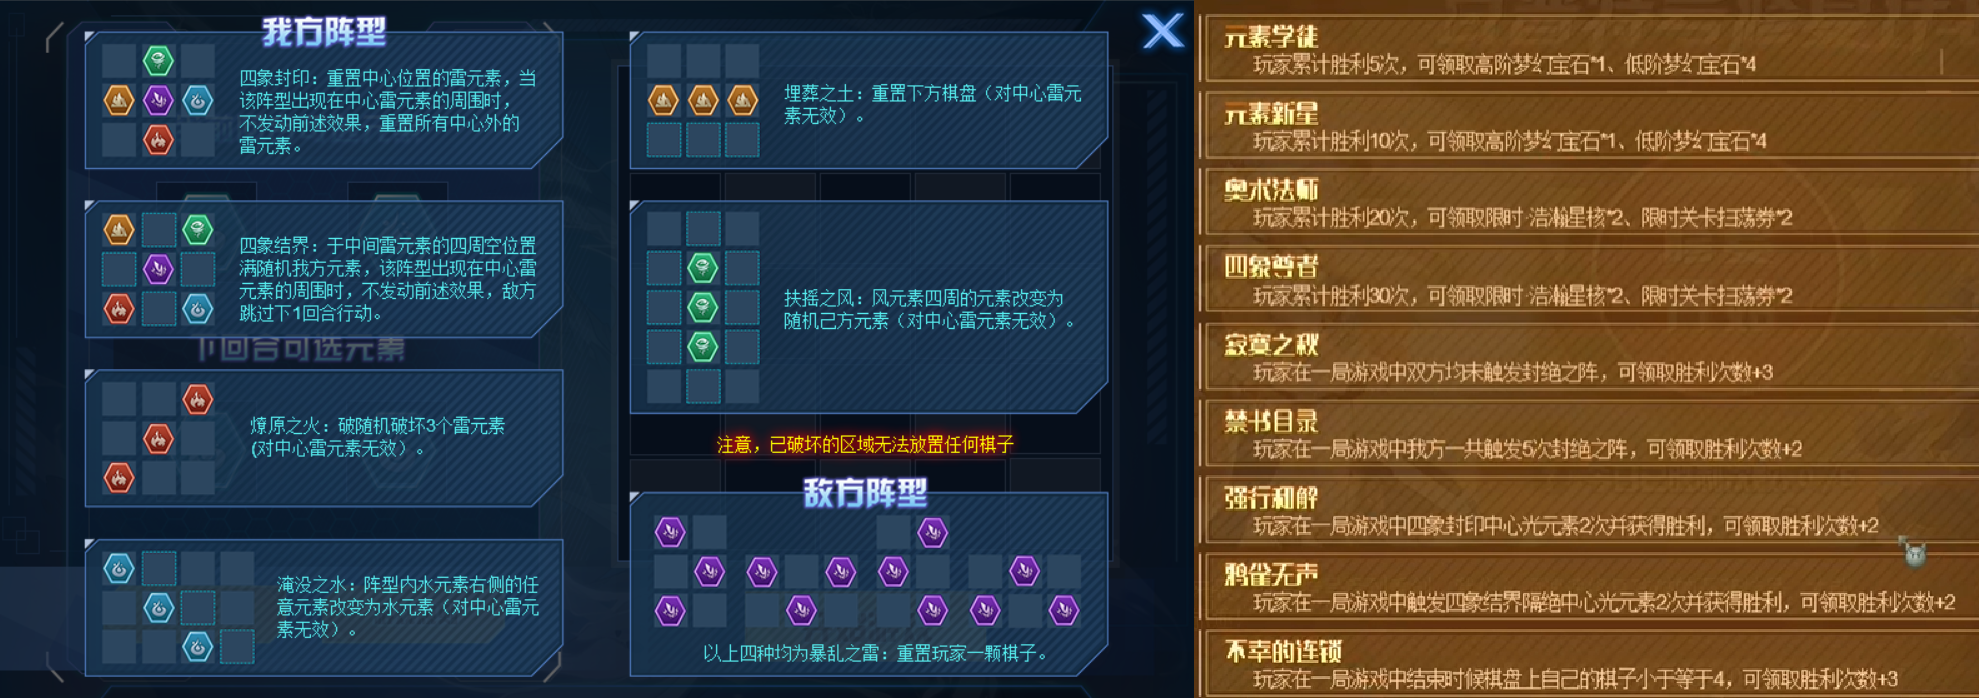 我方阵型
四象封印：重置中心位置的雷元素，当
该阵型出现在中心雷元素的周围时，
不发动前述效果，重置所有中心外的
雷元素。
四象结界：于中间雷元素的四周空位置
满随机我方元素，该阵型出现在中心雷
元素的周围时，不发动前述效果，敌方
跳过下1回合行动。
下回合可选元素
燎原之火：破随机破坏3个雷元素
(对中心雷元素无效）。
淹没之水：阵型内水元素右侧的任
意元素改变为水元素（对中心雷元
素无效）。
埋葬之土：重置下方棋盘（对中心雷元
素无效）。
扶摇之风：风元素四周的元素改变为
随机己方元素（对中心雷元素无效）。
注意，已破坏的区域无法放置任何棋子
敌方阵型
以上四种均为暴乱之雷：重置玩家一颗棋子。
元素学徒
玩家累计胜利5次，可领取高阶梦幻宝石*1、低阶梦幻宝石*4
元素新星
玩家累计胜利10次，可领取高阶梦幻宝石*1、低阶梦幻宝石*4
奥术法师
玩家累计胜利20次，可领取限时·浩瀚星核*2、限时关卡扫荡券*2
四象尊者
玩家累计胜利30次，可领取限时·浩瀚星核*2、限时关卡扫荡券*2
寂寞之秋
玩家在一局游戏中双方均未触发封绝之阵，可领取胜利次数+3
禁书目录
玩家在一局游戏中我方一共触发5次封绝之阵，可领取胜利次数+2
强行和解
玩家在一局游戏中四象封印中心光元素2次并获得胜利，可领取胜利次数+2
鸦雀无声
玩家在一局游戏中触发四象结界隔绝中心光元素2次并获得胜利，可领取胜利次数+2
不幸的连锁
玩家在一局游戏中结束时候棋盘上自己的棋子小于等于4，可领取胜利次数+3